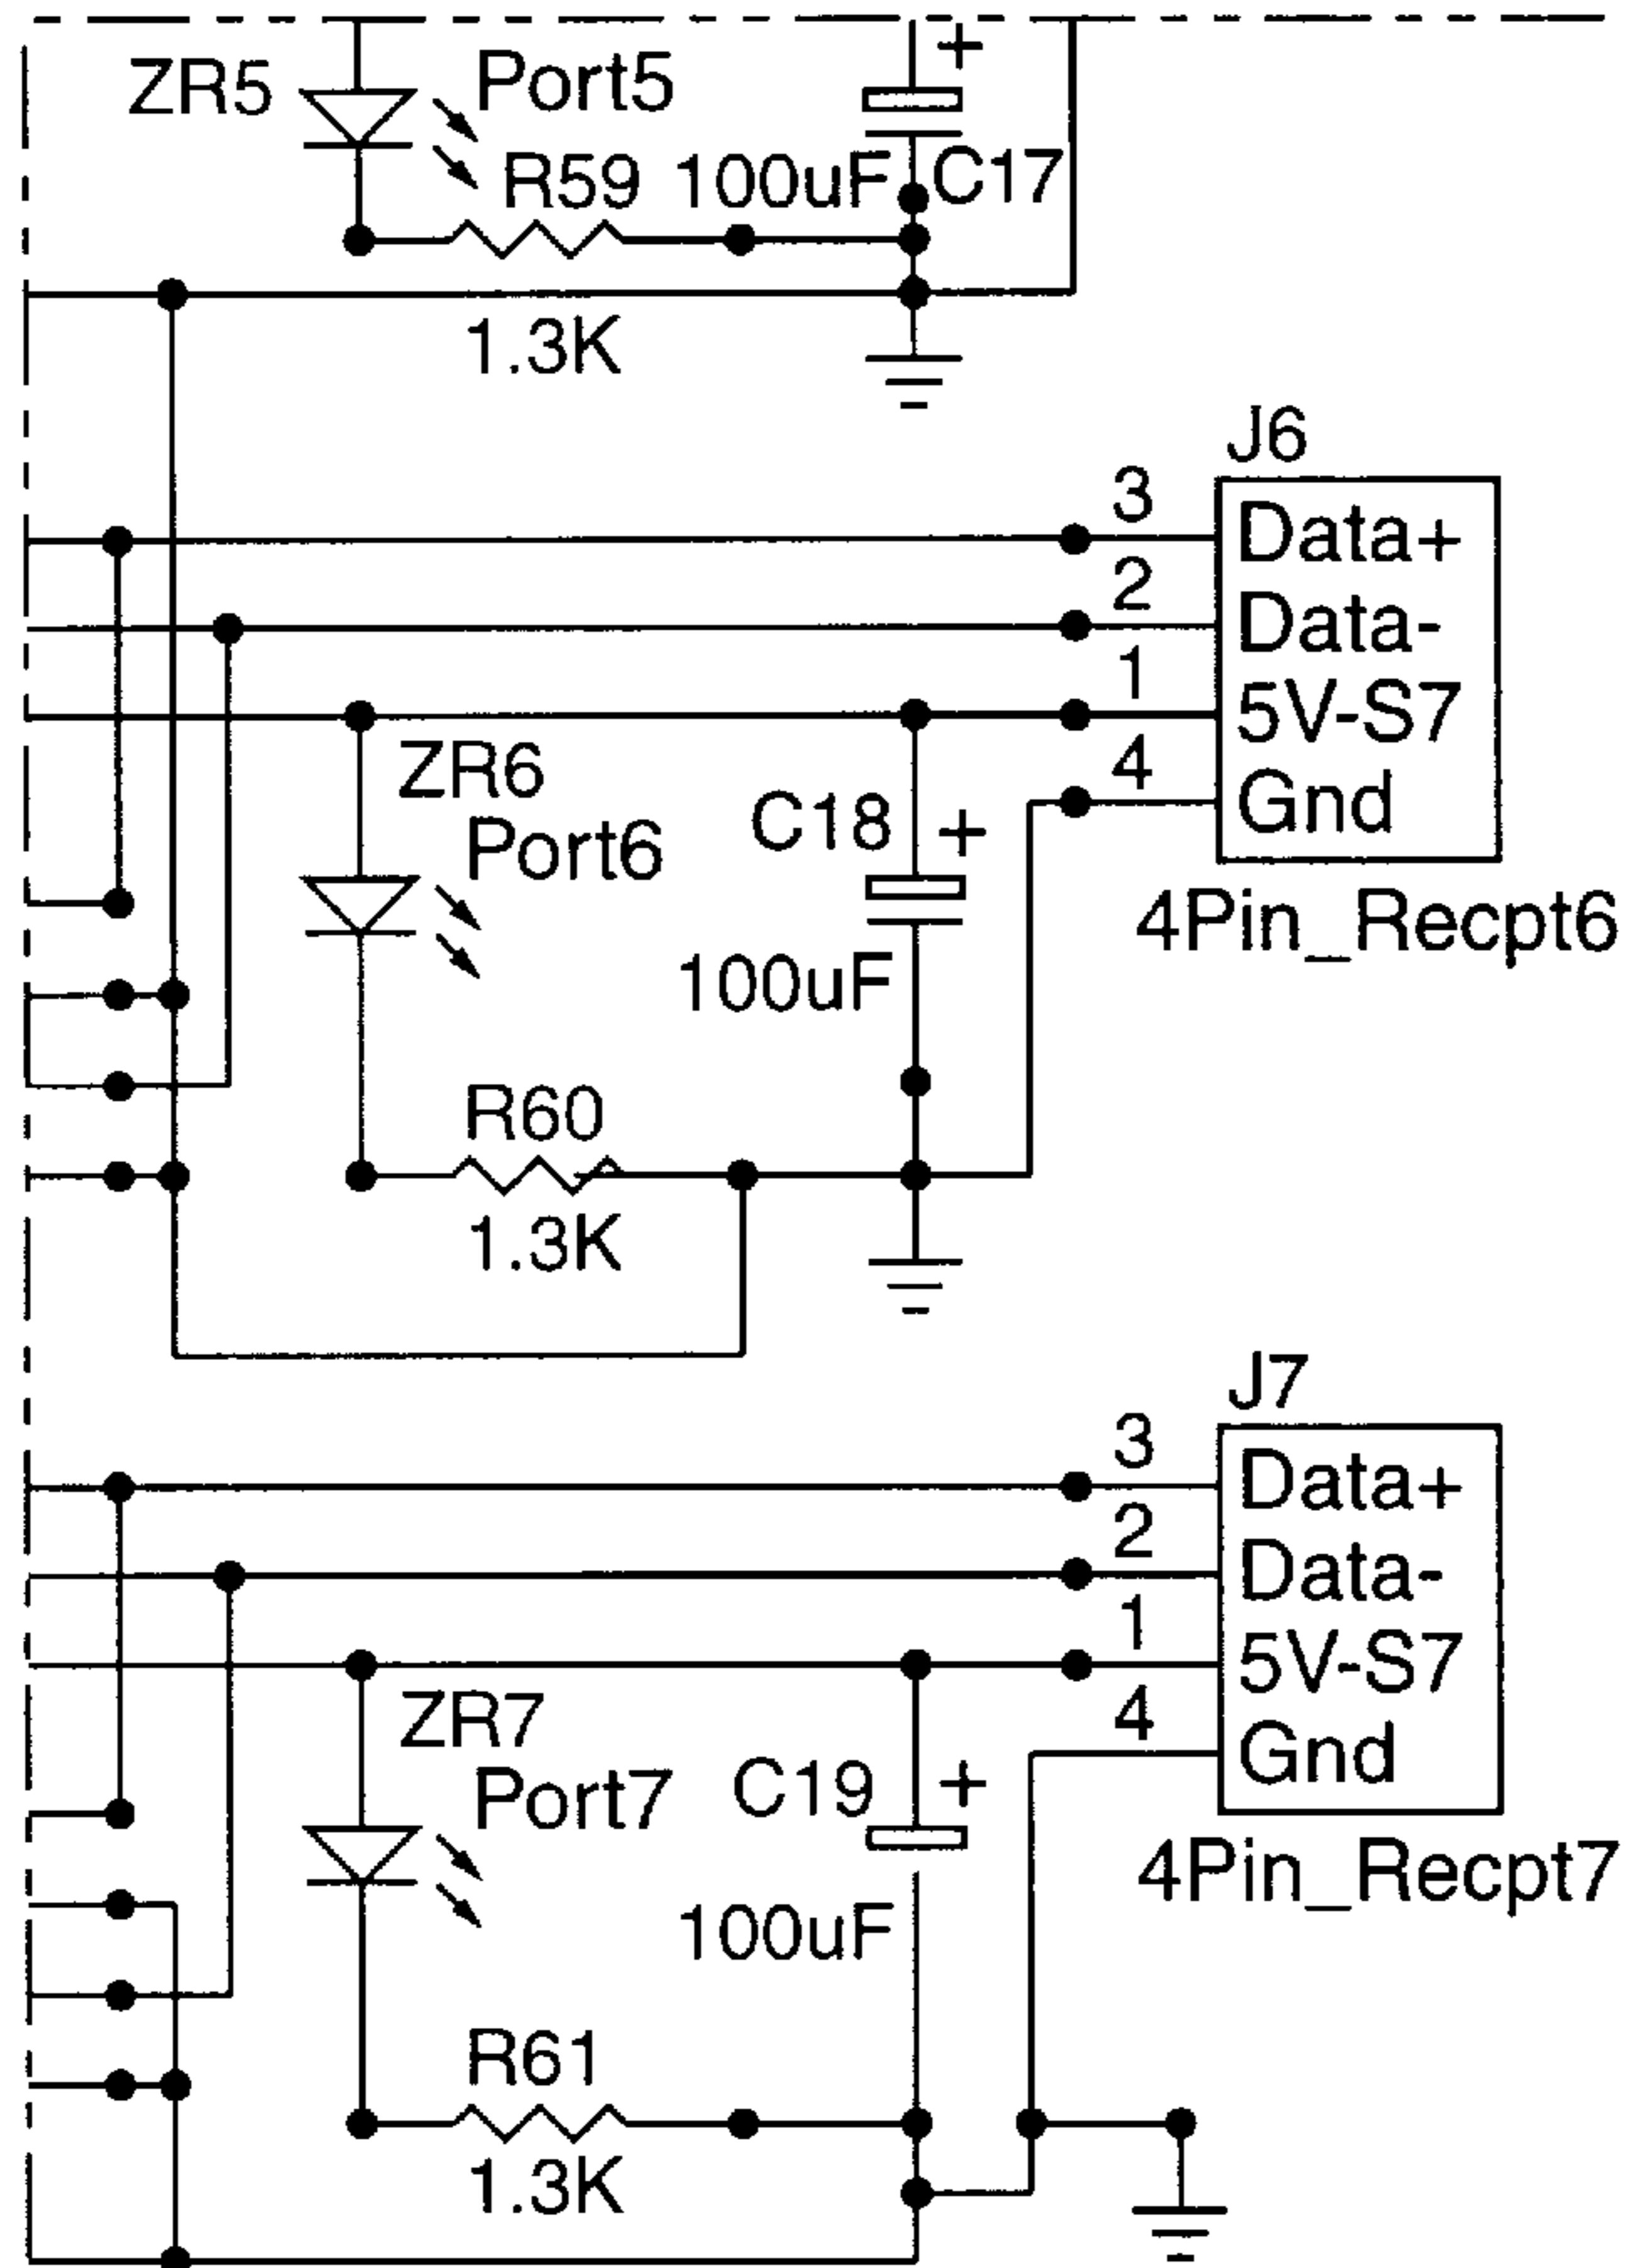 ZR5
Port5
+
R59
100uF
C17
1.3K
J6
3
Data+
2
Data-
1
5V-S7
4
Gnd
ZR6
Port6
C18
+
4Pin_Recpt6
100uF
R60
1.3K
J7
3
Data+
2
Data-
1
5V-S7
4
Gnd
ZR7
Port7
C19
+
4Pin_Recpt7
100uF
R61
1.3K